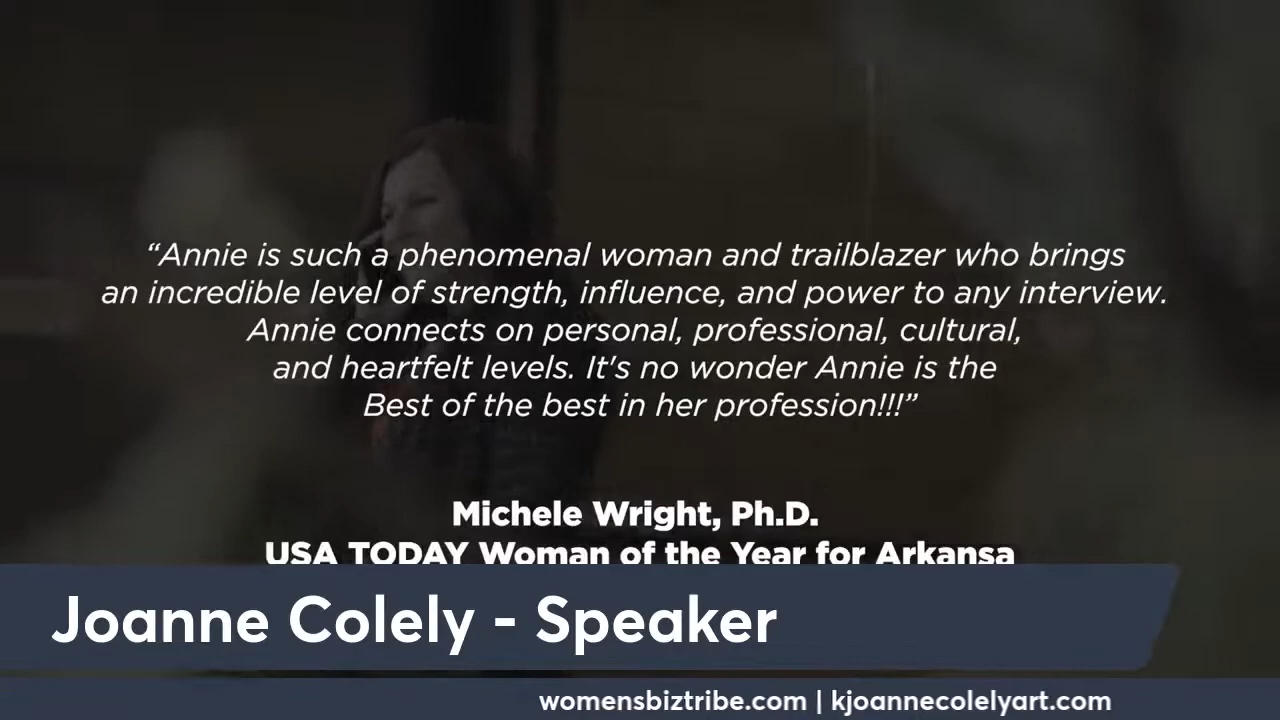 “Annie is such a phenomenal woman and trailblazer who brings
an incredible level of strength, influence, and power to any interview.
Annie connects on personal, professional, cultural,
and heartfelt levels. It's no wonder Annie is the
Best of the best in her profession!!!”
Michele Wright, Ph.D.
USA TODAY Woman of the Year for Arkansa
Joanne Colely - Speaker
womensbiztribe.com | kjoannecolelyart.com